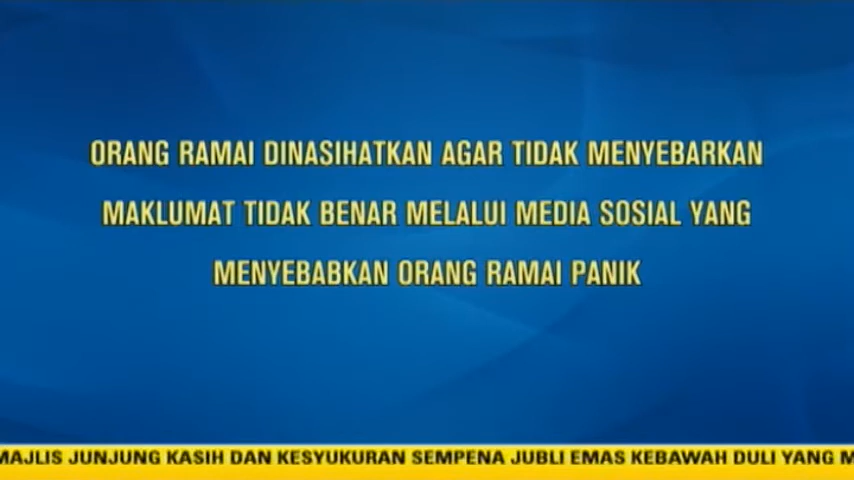 ORANG RAMAI DINASIHATKAN AGAR TIDAK MENYEBARKAN
MAKLUMAT TIDAK BENAR MELALUI MEDIA SOSIAL YANG
MENYEBABKAN ORANG RAMAI PANIK
MAJLIS JUNJUNG KASIH DAN KESYUKURAN SEMPENA JUBLI EMAS KEBAWAH DULI YANG M